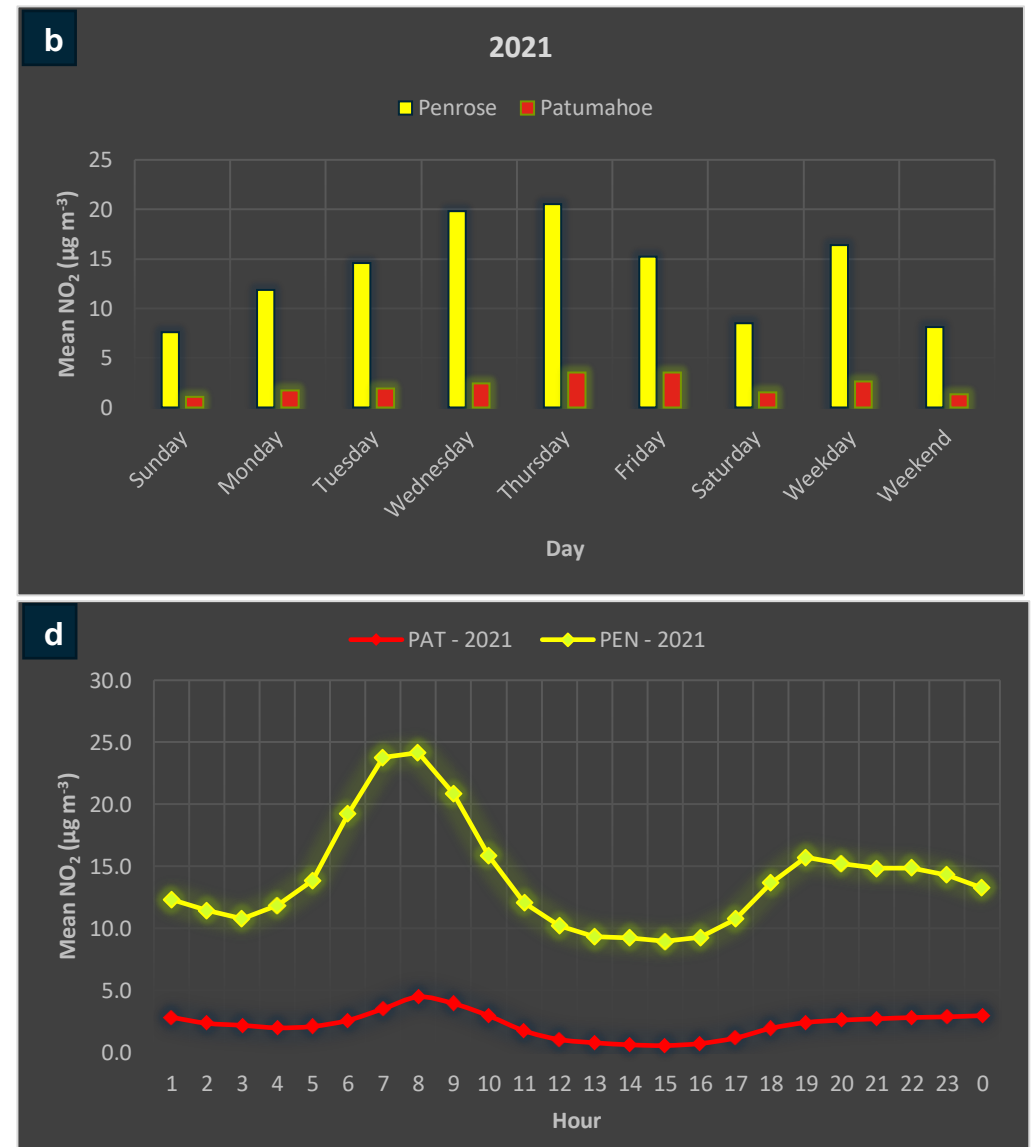 b
2021
Penrose Patumahoe
Mean NO₂ (µg m⁻³)
25
20
15
10
5
0
Sunday Monday Tuesday Wednesday Thursday Friday Saturday Weekday Weekend
Day
d
PAT - 2021 PEN - 2021
Mean NO₂ (µg m⁻³)
30.0
25.0
20.0
15.0
10.0
5.0
0.0
1 2 3 4 5 6 7 8 9 10 11 12 13 14 15 16 17 18 19 20 21 22 23 0
Hour